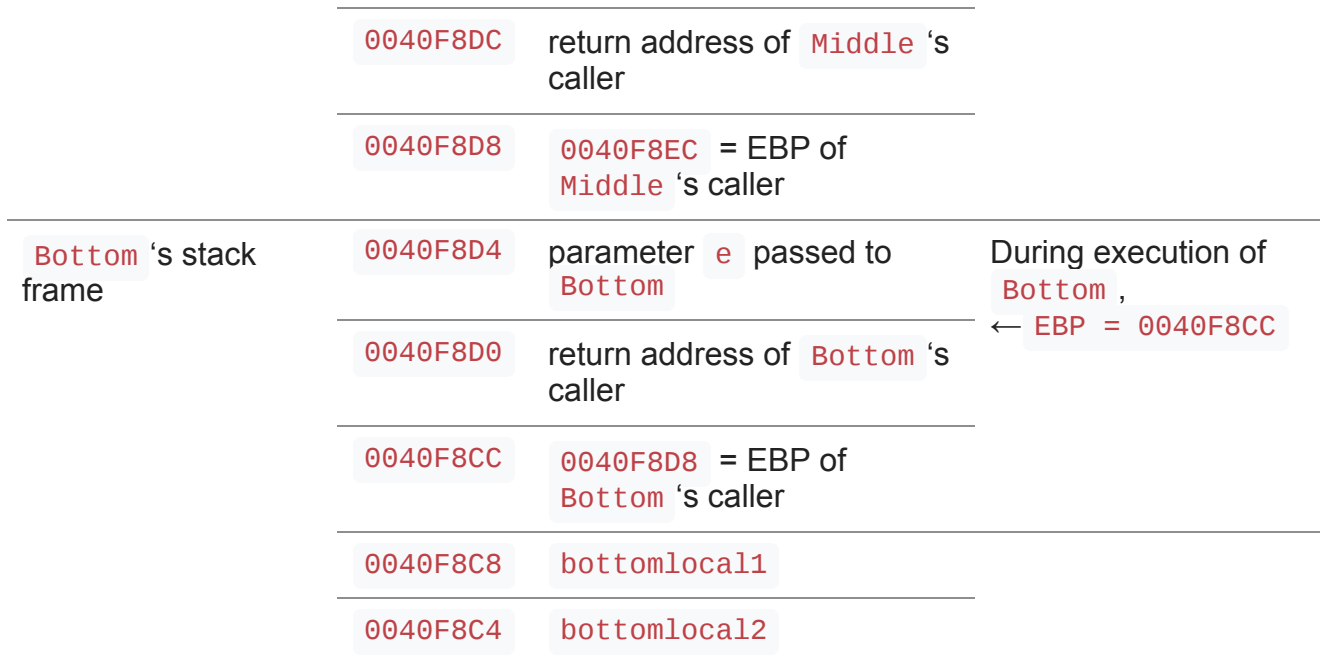 0040F8DC return address of Middle ‘s
caller
0040F8D8 0040F8EC = EBP of
Middle ‘s caller
Bottom ‘s stack
frame
0040F8D4 parameter e passed to
Bottom
During execution of
Bottom ,
← EBP = 0040F8CC
0040F8D0 return address of Bottom ‘s
caller
0040F8CC 0040F8D8 = EBP of
Bottom ‘s caller
0040F8C8 bottomlocal1
0040F8C4 bottomlocal2